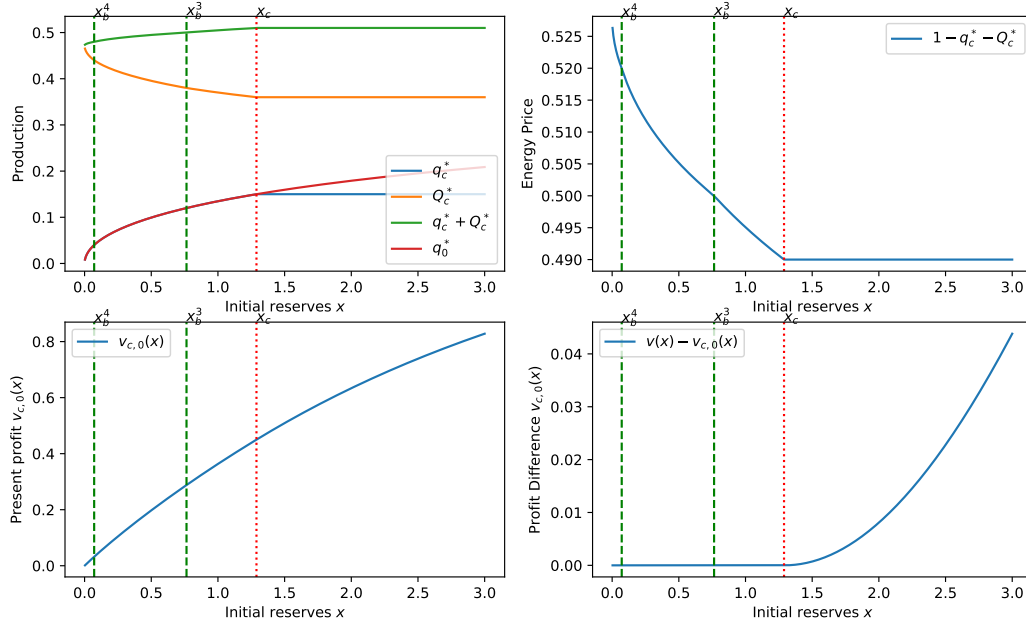 x_b^4 x_b^3 x_c
0.5
0.4
0.3
0.2
0.1
0.0
Production
q_c^*
Q_c^*
q_c^* + Q_c^*
q_0^*
0.0 0.5 1.0 1.5 2.0 2.5 3.0
Initial reserves x
x_b^4 x_b^3 x_c
0.525
0.520
0.515
0.510
0.505
0.500
0.495
0.490
Energy Price
1 − q_c^* − Q_c^*
0.0 0.5 1.0 1.5 2.0 2.5 3.0
Initial reserves x
x_b^4 x_b^3 x_c
0.8
0.6
0.4
0.2
0.0
Present profit v_{c,0}(x)
v_{c,0}(x)
0.0 0.5 1.0 1.5 2.0 2.5 3.0
Initial reserves x
x_b^4 x_b^3 x_c
0.04
0.03
0.02
0.01
0.00
Profit Difference v_{c,0}(x)
v(x) − v_{c,0}(x)
0.0 0.5 1.0 1.5 2.0 2.5 3.0
Initial reserves x